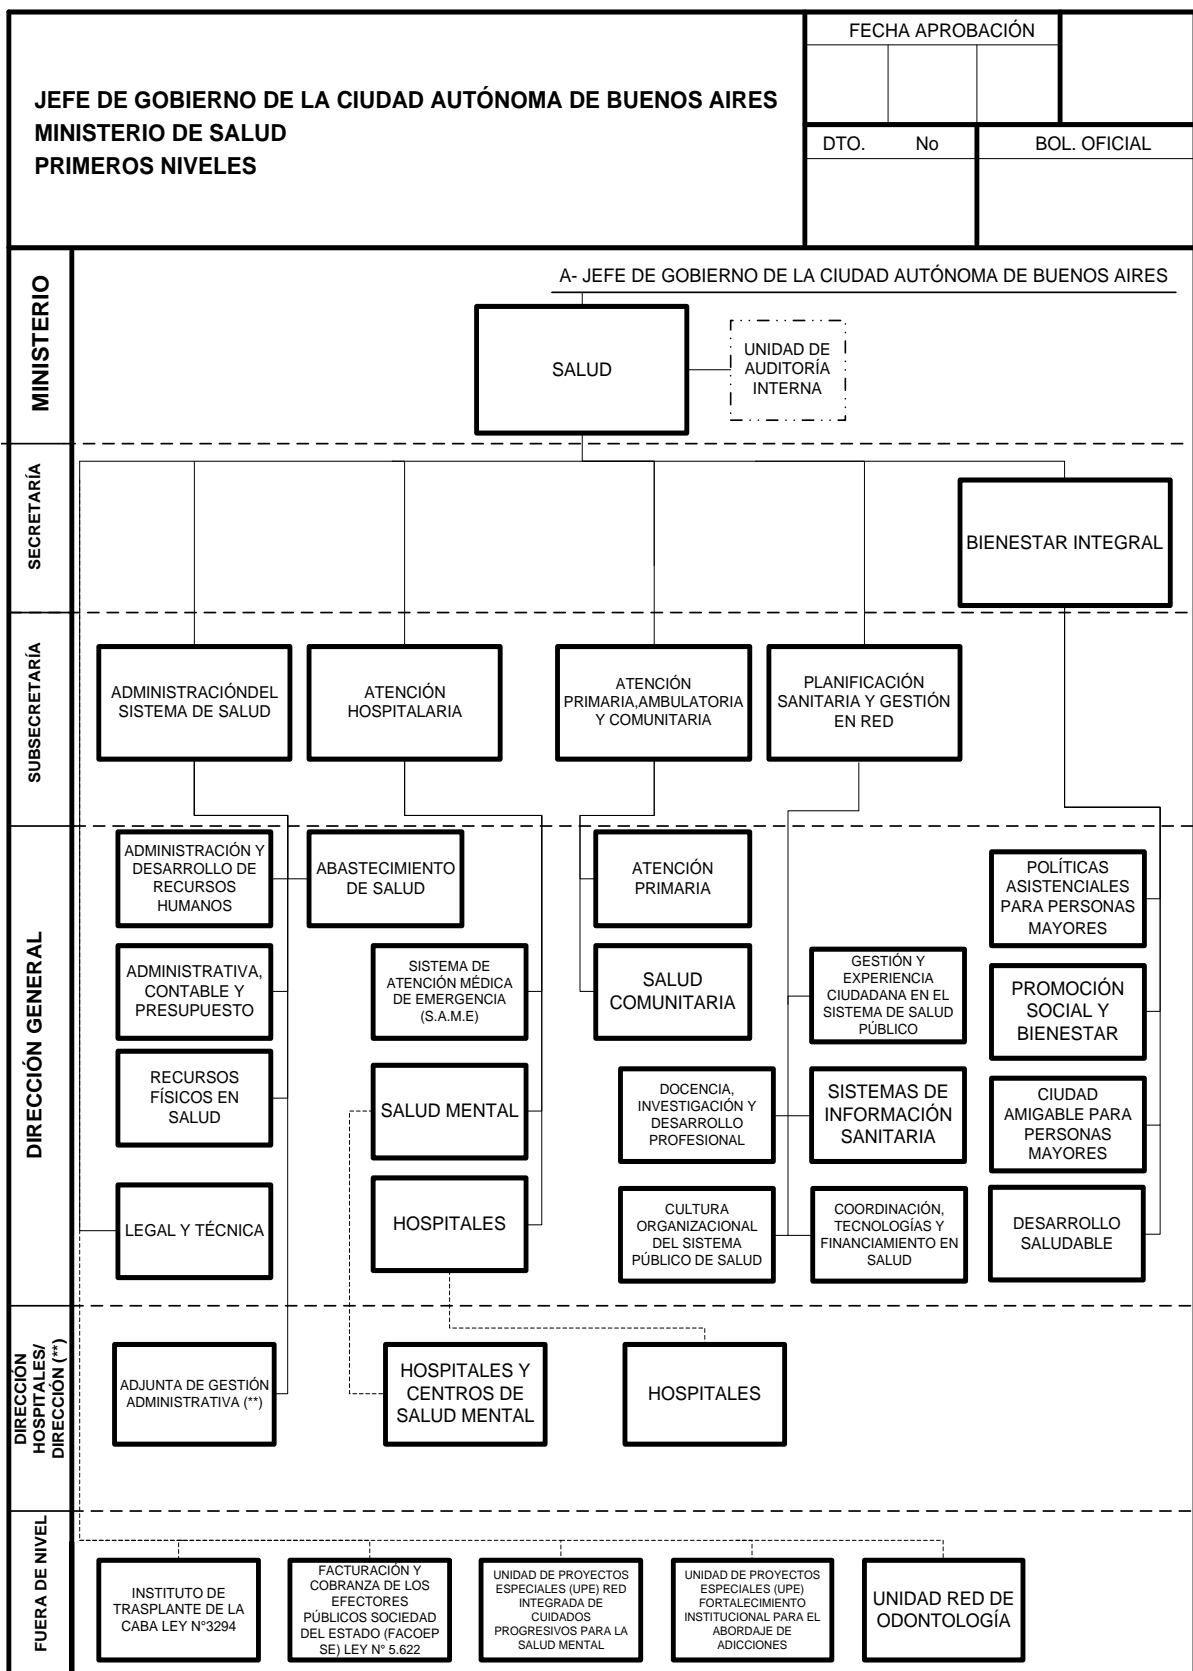 JEFE DE GOBIERNO DE LA CIUDAD AUTÓNOMA DE BUENOS AIRES
MINISTERIO DE SALUD
PRIMEROS NIVELES
FECHA APROBACIÓN
DTO. No
BOL. OFICIAL
MINISTERIO
A- JEFE DE GOBIERNO DE LA CIUDAD AUTÓNOMA DE BUENOS AIRES
SALUD
UNIDAD DE
AUDITORÍA
INTERNA
SECRETARÍA
BIENESTAR INTEGRAL
SUBSECRETARÍA
ADMINISTRACIÓNDEL
SISTEMA DE SALUD
ATENCIÓN
HOSPITALARIA
ATENCIÓN
PRIMARIA,AMBULATORIA
Y COMUNITARIA
PLANIFICACIÓN
SANITARIA Y GESTIÓN
EN RED
DIRECCIÓN GENERAL
ADMINISTRACIÓN Y
DESARROLLO DE
RECURSOS
HUMANOS
ABASTECIMIENTO
DE SALUD
ATENCIÓN
PRIMARIA
POLÍTICAS
ASISTENCIALES
PARA PERSONAS
MAYORES
ADMINISTRATIVA,
CONTABLE Y
PRESUPUESTO
SISTEMA DE
ATENCIÓN MÉDICA
DE EMERGENCIA
(S.A.M.E)
SALUD
COMUNITARIA
GESTIÓN Y
EXPERIENCIA
CIUDADANA EN EL
SISTEMA DE SALUD
PÚBLICO
PROMOCIÓN
SOCIAL Y
BIENESTAR
RECURSOS
FÍSICOS EN
SALUD
SALUD MENTAL
DOCENCIA,
INVESTIGACIÓN Y
DESARROLLO
PROFESIONAL
SISTEMAS DE
INFORMACIÓN
SANITARIA
CIUDAD
AMIGABLE PARA
PERSONAS
MAYORES
LEGAL Y TÉCNICA
HOSPITALES
CULTURA
ORGANIZACIONAL
DEL SISTEMA
PÚBLICO DE SALUD
COORDINACIÓN,
TECNOLOGÍAS Y
FINANCIAMIENTO EN
SALUD
DESARROLLO
SALUDABLE
DIRECCIÓN
HOSPITALES/
DIRECCIÓN (**)
ADJUNTA DE GESTIÓN
ADMINISTRATIVA (**)
HOSPITALES Y
CENTROS DE
SALUD MENTAL
HOSPITALES
FUERA DE NIVEL
INSTITUTO DE
TRASPLANTE DE LA
CABA LEY N°3294
FACTURACIÓN Y
COBRANZA DE LOS
EFECTORES
PÚBLICOS SOCIEDAD
DEL ESTADO (FACOEP
SE) LEY N° 5.622
UNIDAD DE PROYECTOS
ESPECIALES (UPE) RED
INTEGRADA DE
CUIDADOS
PROGRESIVOS PARA LA
SALUD MENTAL
UNIDAD DE PROYECTOS
ESPECIALES (UPE)
FORTALECIMIENTO
INSTITUCIONAL PARA EL
ABORDAJE DE
ADICCIONES
UNIDAD RED DE
ODONTOLOGÍA